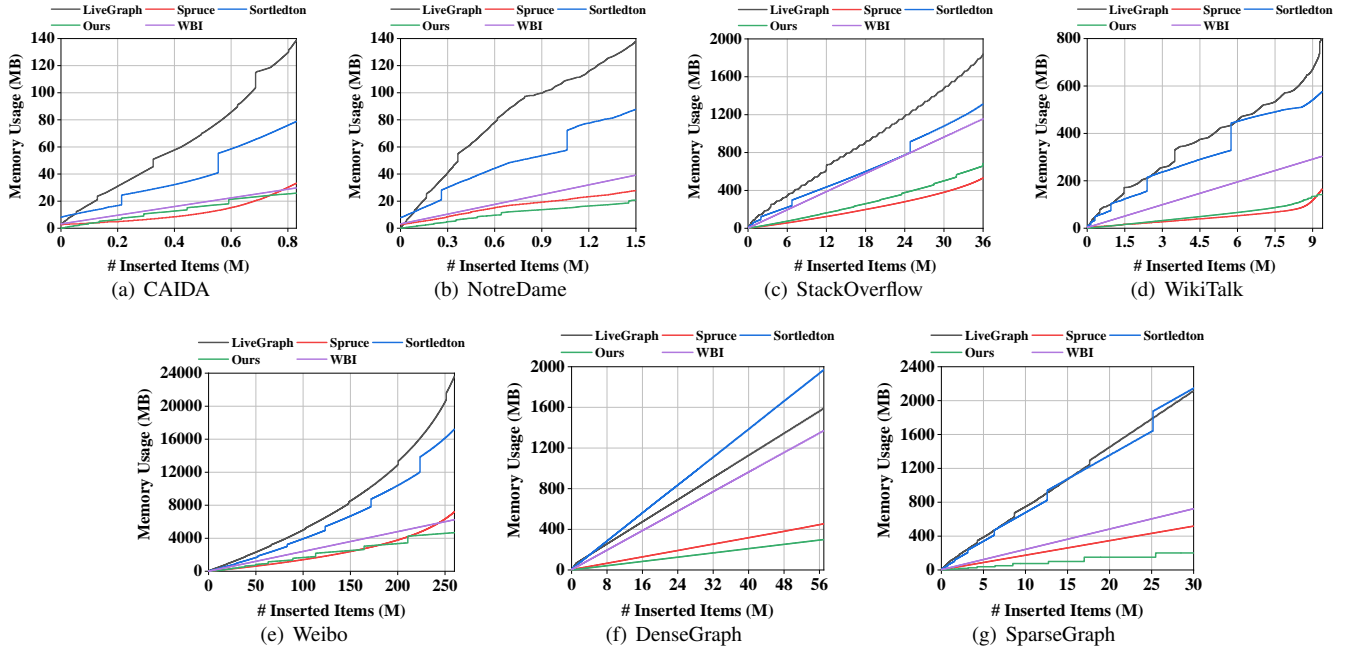 LiveGraph Spruce Sortledton
Ours WBI
Memory Usage (MB)
140
120
100
80
60
40
20
0
0 0.2 0.4 0.6 0.8
# Inserted Items (M)
(a) CAIDA
LiveGraph Spruce Sortledton
Ours WBI
Memory Usage (MB)
140
120
100
80
60
40
20
0
0 0.3 0.6 0.9 1.2 1.5
# Inserted Items (M)
(b) NotreDame
LiveGraph Spruce Sortledton
Ours WBI
Memory Usage (MB)
2000
1600
1200
800
400
0
0 6 12 18 24 30 36
# Inserted Items (M)
(c) StackOverflow
LiveGraph Spruce Sortledton
Ours WBI
Memory Usage (MB)
800
600
400
200
0
0 1.5 3 4.5 6 7.5 9
# Inserted Items (M)
(d) WikiTalk
LiveGraph Spruce Sortledton
Ours WBI
Memory Usage (MB)
24000
20000
16000
12000
8000
4000
0
0 50 100 150 200 250
# Inserted Items (M)
(e) Weibo
LiveGraph Spruce Sortledton
Ours WBI
Memory Usage (MB)
2000
1600
1200
800
400
0
0 8 16 24 32 40 48 56
# Inserted Items (M)
(f) DenseGraph
LiveGraph Spruce Sortledton
Ours WBI
Memory Usage (MB)
2400
2000
1600
1200
800
400
0
0 5 10 15 20 25 30
# Inserted Items (M)
(g) SparseGraph